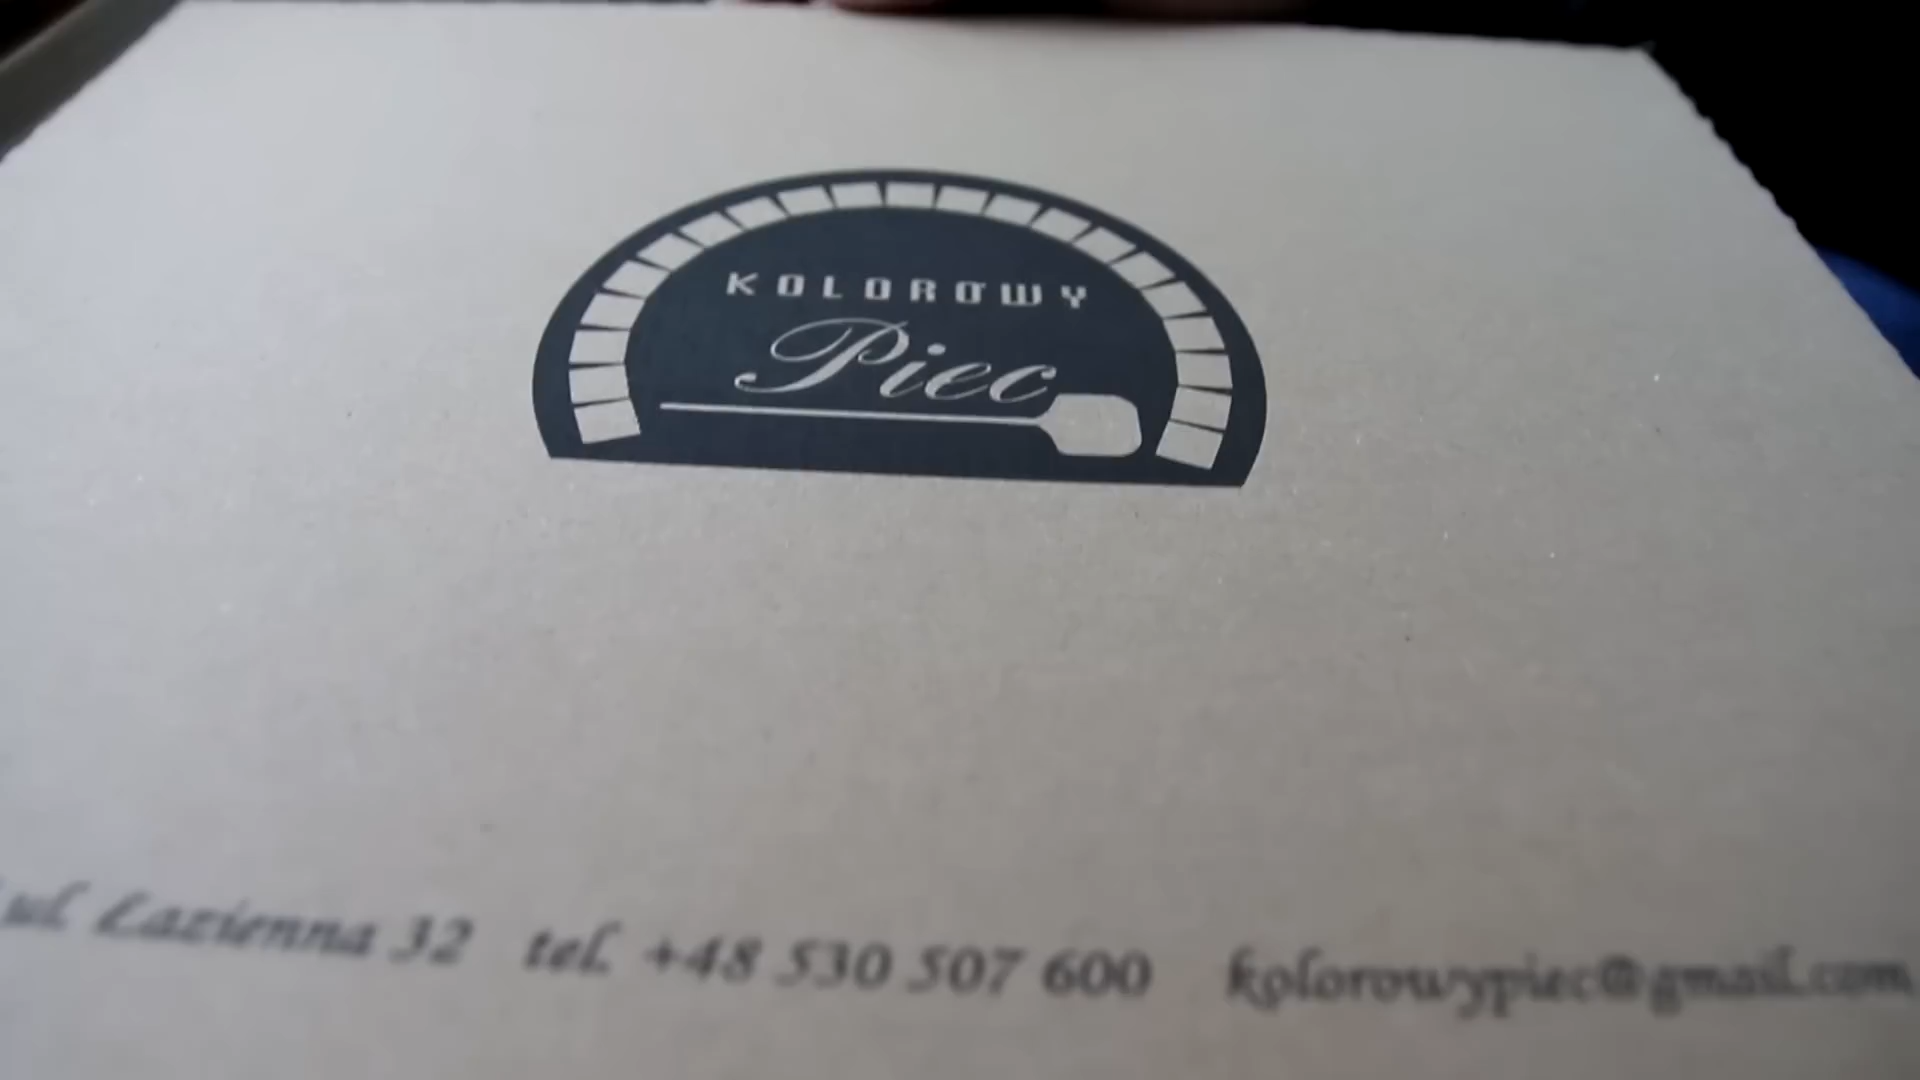 KOLOROWY
Piec
ul. Łazienna 32 tel. +48 530 507 600 kolorowypiec@gmail.com